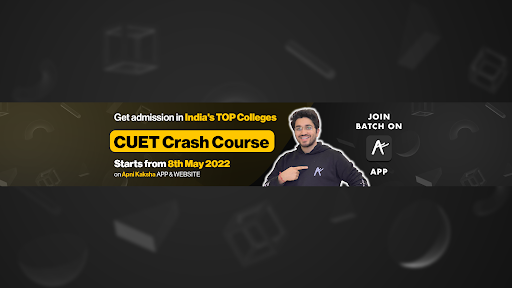 Get admission in India's TOP Colleges
CUET Crash Course
Starts from 8th May 2022
on Apni Kaksha APP & WEBSITE
JOIN
BATCH ON
APP